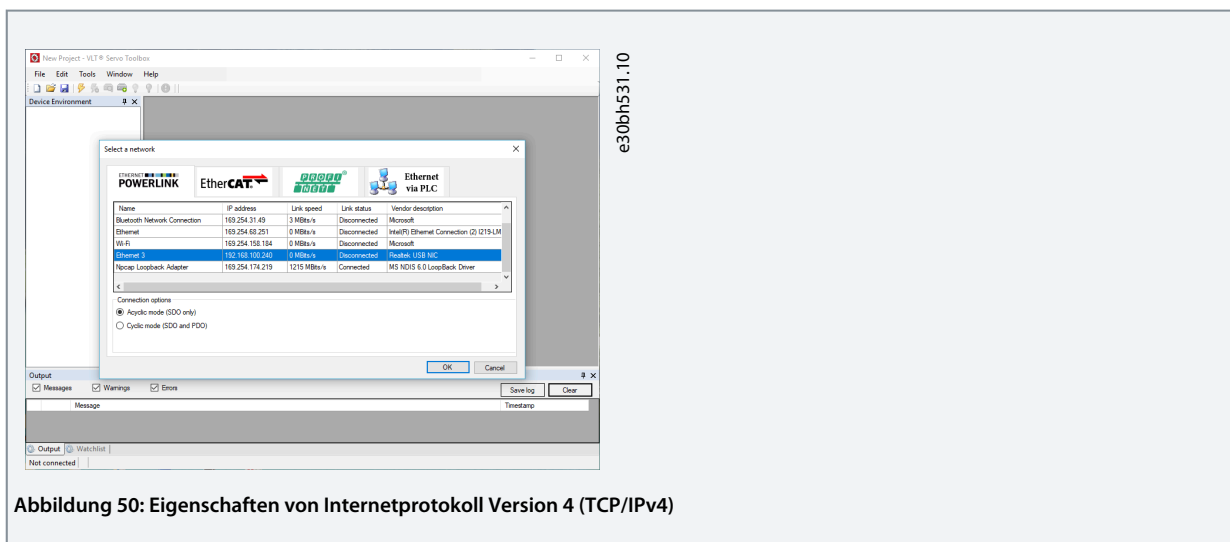 New Project - VLT® Servo Toolbox
File Edit Tools Window Help
Device Environment
Select a network
ETHERNET POWERLINK
EtherCAT.
PROFI NET
Ethernet via PLC
Name IP address Link speed Link status Vendor description
Bluetooth Network Connection 169.254.31.49 3 MBits/s Disconnected Microsoft
Ethernet 169.254.68.251 0 MBits/s Disconnected Intel(R) Ethernet Connection (2) I219-LM
Wi-Fi 169.254.158.184 0 MBits/s Disconnected Microsoft
Ethernet 3 192.168.100.240 0 MBits/s Disconnected Realtek USB NIC
Npcap Loopback Adapter 169.254.174.219 1215 MBits/s Connected MS NDIS 6.0 LoopBack Driver
Connection options
Acyclic mode (SDO only)
Cyclic mode (SDO and PDO)
OK Cancel
Output
Messages Warnings Errors Save log Clear
Message Timestamp
Output Watchlist
Not connected
e30bh531.10
Abbildung 50: Eigenschaften von Internetprotokoll Version 4 (TCP/IPv4)